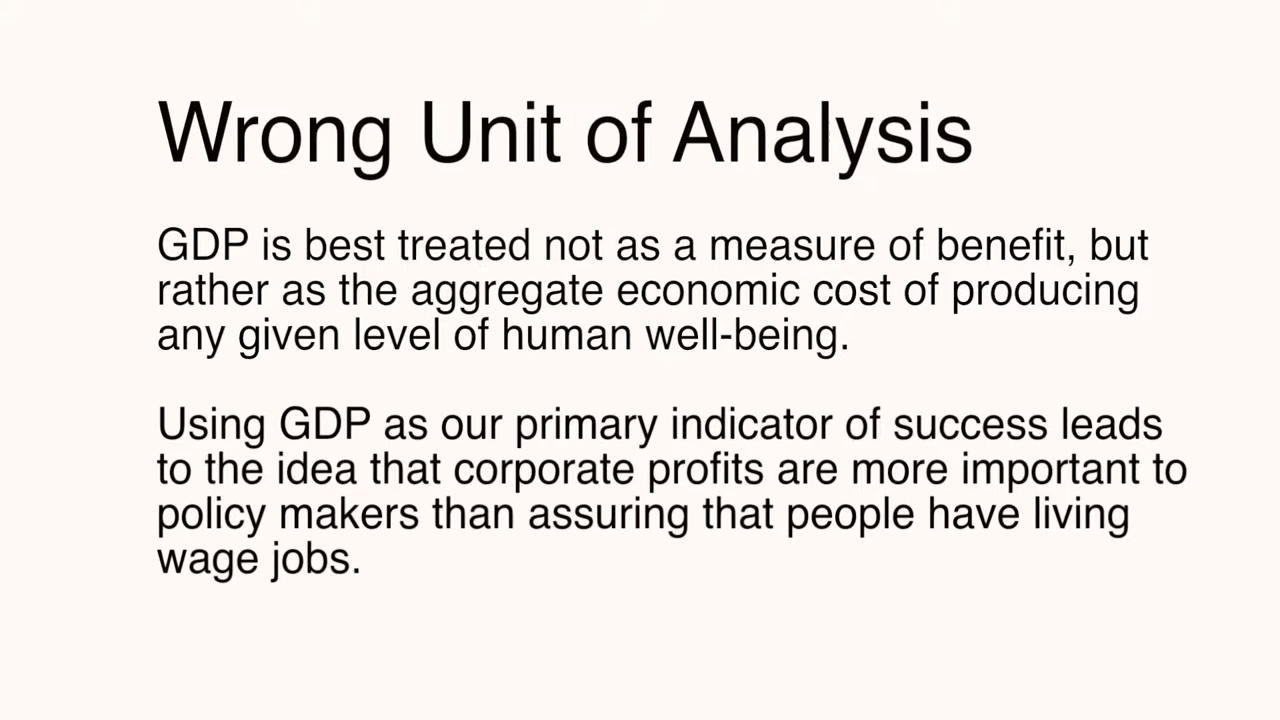 Wrong Unit of Analysis
GDP is best treated not as a measure of benefit, but
rather as the aggregate economic cost of producing
any given level of human well-being.
Using GDP as our primary indicator of success leads
to the idea that corporate profits are more important to
policy makers than assuring that people have living
wage jobs.